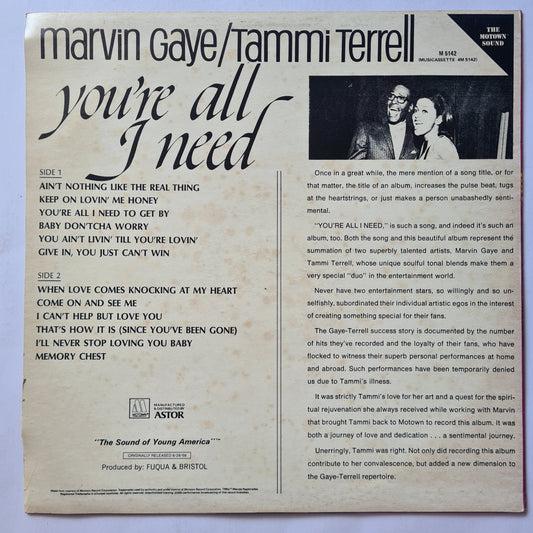 marvin Gaye/Tammi Terrell
M 5142
(MUSICASSETTE 4M 5142)
THE
MOTOWN
SOUND
you're all
I need
SIDE 1
AIN'T NOTHING LIKE THE REAL THING
KEEP ON LOVIN' ME HONEY
YOU'RE ALL I NEED TO GET BY
BABY DON'TCHA WORRY
YOU AIN'T LIVIN' TILL YOU'RE LOVIN'
GIVE IN, YOU JUST CAN'T WIN
SIDE 2
WHEN LOVE COMES KNOCKING AT MY HEART
COME ON AND SEE ME
I CAN'T HELP BUT LOVE YOU
THAT'S HOW IT IS (SINCE YOU'VE BEEN GONE)
I'LL NEVER STOP LOVING YOU BABY
MEMORY CHEST
MANUFACTURED
& DISTRIBUTED BY
ASTOR
"The Sound of Young America"
ORIGINALLY RELEASED
Produced by: FUQUA & BRISTOL
Once in a great while, the mere mention of a song title, or for
that matter, the title of an album, increases the pulse beat, tugs
at the heartstrings, or just makes a person unabashedly senti-
mental.
"YOU'RE ALL I NEED," is such a song, and indeed it's such an
album, too. Both the song and this beautiful album represent the
summation of two superbly talented artists, Marvin Gaye and
Tammi Terrell, whose unique soulful tonal blends make them a
very special "duo" in the entertainment world.
Never have two entertainment stars, so willingly and so un-
selfishly, subordinated their individual artistic egos in the interest
of creating something special for their fans.
The Gaye-Terrell success story is documented by the number
of hits they've recorded and the loyalty of their fans, who have
flocked to witness their superb personal performances at home
and abroad. Such performances have been temporarily denied
us due to Tammi's illness.
It was strictly Tammi's love for her art and a quest for the spiri-
tual rejuvenation she always received while working with Marvin
that brought Tammi back to Motown to record this album. It was
both a journey of love and dedication . . . a sentimental journey.
Unerringly, Tammi was right. Not only did recording this album
contribute to her convalescence, but added a new dimension to
the Gaye-Terrell repertoire.